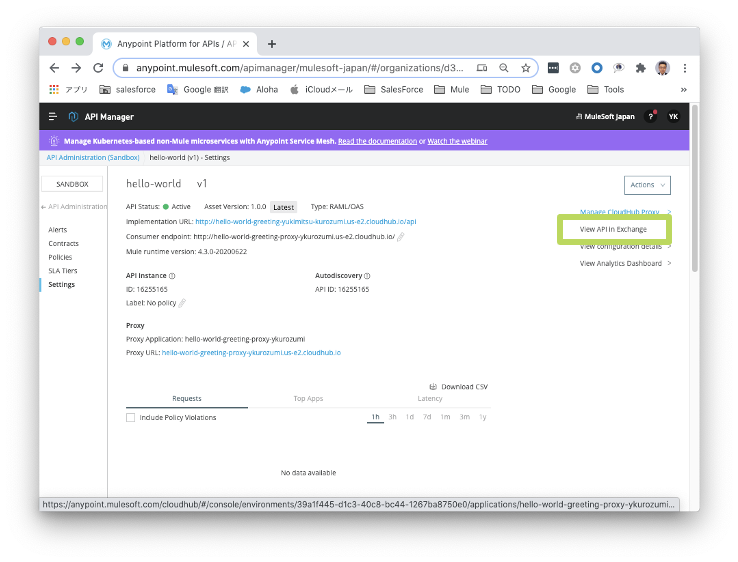 Anypoint Platform for APIs / AP
anypoint.mulesoft.com/apimanager/mulesoft-japan/#/organizations/d3...
アプリ salesforce Google 翻訳 Aloha iCloudメール SalesForce Mule TODO Google Tools »
API Manager MuleSoft Japan ? YK
Manage Kubernetes-based non-Mule microservices with Anypoint Service Mesh. Read the documentation or Watch the webinar
API Administration (Sandbox) hello-world (v1) - Settings
SANDBOX
← API Administration
Alerts
Contracts
Policies
SLA Tiers
Settings
hello-world v1
Actions
API Status: Active Asset Version: 1.0.0 Latest Type: RAML/OAS
Implementation URL: http://hello-world-greeting-yukimitsu-kurozumi.us-e2.cloudhub.io/api
Consumer endpoint: http://hello-world-greeting-proxy-ykurozumi.us-e2.cloudhub.io/
Mule runtime version: 4.3.0-20200622
Manage CloudHub Proxy >
View API In Exchange
View configuration details >
View Analytics Dashboard >
API Instance
ID: 16255165
Label: No policy
Autodiscovery
API ID: 16255165
Proxy
Proxy Application: hello-world-greeting-proxy-ykurozumi
Proxy URL: hello-world-greeting-proxy-ykurozumi.us-e2.cloudhub.io
Download CSV
Requests Top Apps Latency
Include Policy Violations 1h 3h 1d 7d 1m 3m 1y
No data available
https://anypoint.mulesoft.com/cloudhub/#/console/environments/39a1f445-d1c3-40c8-bc44-1267ba8750e0/applications/hello-world-greeting-proxy-ykurozumi...